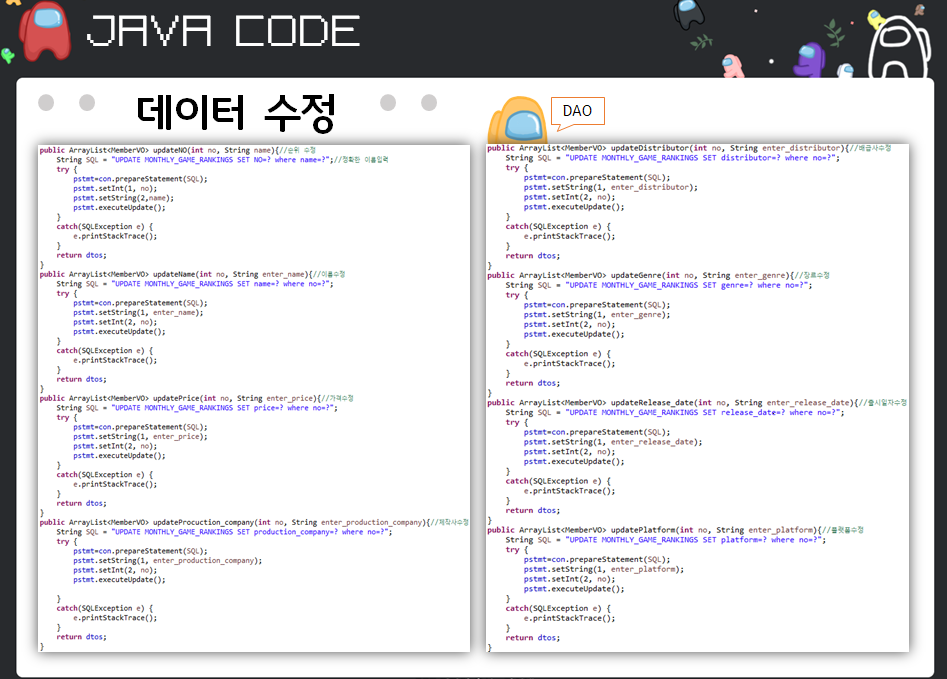 JAVA CODE
데이터 수정
DAO
public ArrayList<MemberVO> updateNO(int no, String name){//순위 수정
String SQL = "UPDATE MONTHLY_GAME_RANKINGS SET NO=? where name=?";//정확한 이름입력
try {
pstmt=con.prepareStatement(SQL);
pstmt.setInt(1, no);
pstmt.setString(2,name);
pstmt.executeUpdate();
}
catch(SQLException e) {
e.printStackTrace();
}
return dtos;
}
public ArrayList<MemberVO> updateName(int no, String enter_name){//이름수정
String SQL = "UPDATE MONTHLY_GAME_RANKINGS SET name=? where no=?";
try {
pstmt=con.prepareStatement(SQL);
pstmt.setString(1, enter_name);
pstmt.setInt(2, no);
pstmt.executeUpdate();
}
catch(SQLException e) {
e.printStackTrace();
}
return dtos;
}
public ArrayList<MemberVO> updatePrice(int no, String enter_price){//가격수정
String SQL = "UPDATE MONTHLY_GAME_RANKINGS SET price=? where no=?";
try {
pstmt=con.prepareStatement(SQL);
pstmt.setString(1, enter_price);
pstmt.setInt(2, no);
pstmt.executeUpdate();
}
catch(SQLException e) {
e.printStackTrace();
}
return dtos;
}
public ArrayList<MemberVO> updateProcuction_company(int no, String enter_production_company){//제작사수정
String SQL = "UPDATE MONTHLY_GAME_RANKINGS SET production_company=? where no=?";
try {
pstmt=con.prepareStatement(SQL);
pstmt.setString(1, enter_production_company);
pstmt.setInt(2, no);
pstmt.executeUpdate();
}
catch(SQLException e) {
e.printStackTrace();
}
return dtos;
}
public ArrayList<MemberVO> updateDistributor(int no, String enter_distributor){//배급사수정
String SQL = "UPDATE MONTHLY_GAME_RANKINGS SET distributor=? where no=?";
try {
pstmt=con.prepareStatement(SQL);
pstmt.setString(1, enter_distributor);
pstmt.setInt(2, no);
pstmt.executeUpdate();
}
catch(SQLException e) {
e.printStackTrace();
}
return dtos;
}
public ArrayList<MemberVO> updateGenre(int no, String enter_genre){//장르수정
String SQL = "UPDATE MONTHLY_GAME_RANKINGS SET genre=? where no=?";
try {
pstmt=con.prepareStatement(SQL);
pstmt.setString(1, enter_genre);
pstmt.setInt(2, no);
pstmt.executeUpdate();
}
catch(SQLException e) {
e.printStackTrace();
}
return dtos;
}
public ArrayList<MemberVO> updateRelease_date(int no, String enter_release_date){//출시일자수정
String SQL = "UPDATE MONTHLY_GAME_RANKINGS SET release_date=? where no=?";
try {
pstmt=con.prepareStatement(SQL);
pstmt.setString(1, enter_release_date);
pstmt.setInt(2, no);
pstmt.executeUpdate();
}
catch(SQLException e) {
e.printStackTrace();
}
return dtos;
}
public ArrayList<MemberVO> updatePlatform(int no, String enter_platform){//플랫폼수정
String SQL = "UPDATE MONTHLY_GAME_RANKINGS SET platform=? where no=?";
try {
pstmt=con.prepareStatement(SQL);
pstmt.setString(1, enter_platform);
pstmt.setInt(2, no);
pstmt.executeUpdate();
}
catch(SQLException e) {
e.printStackTrace();
}
return dtos;
}